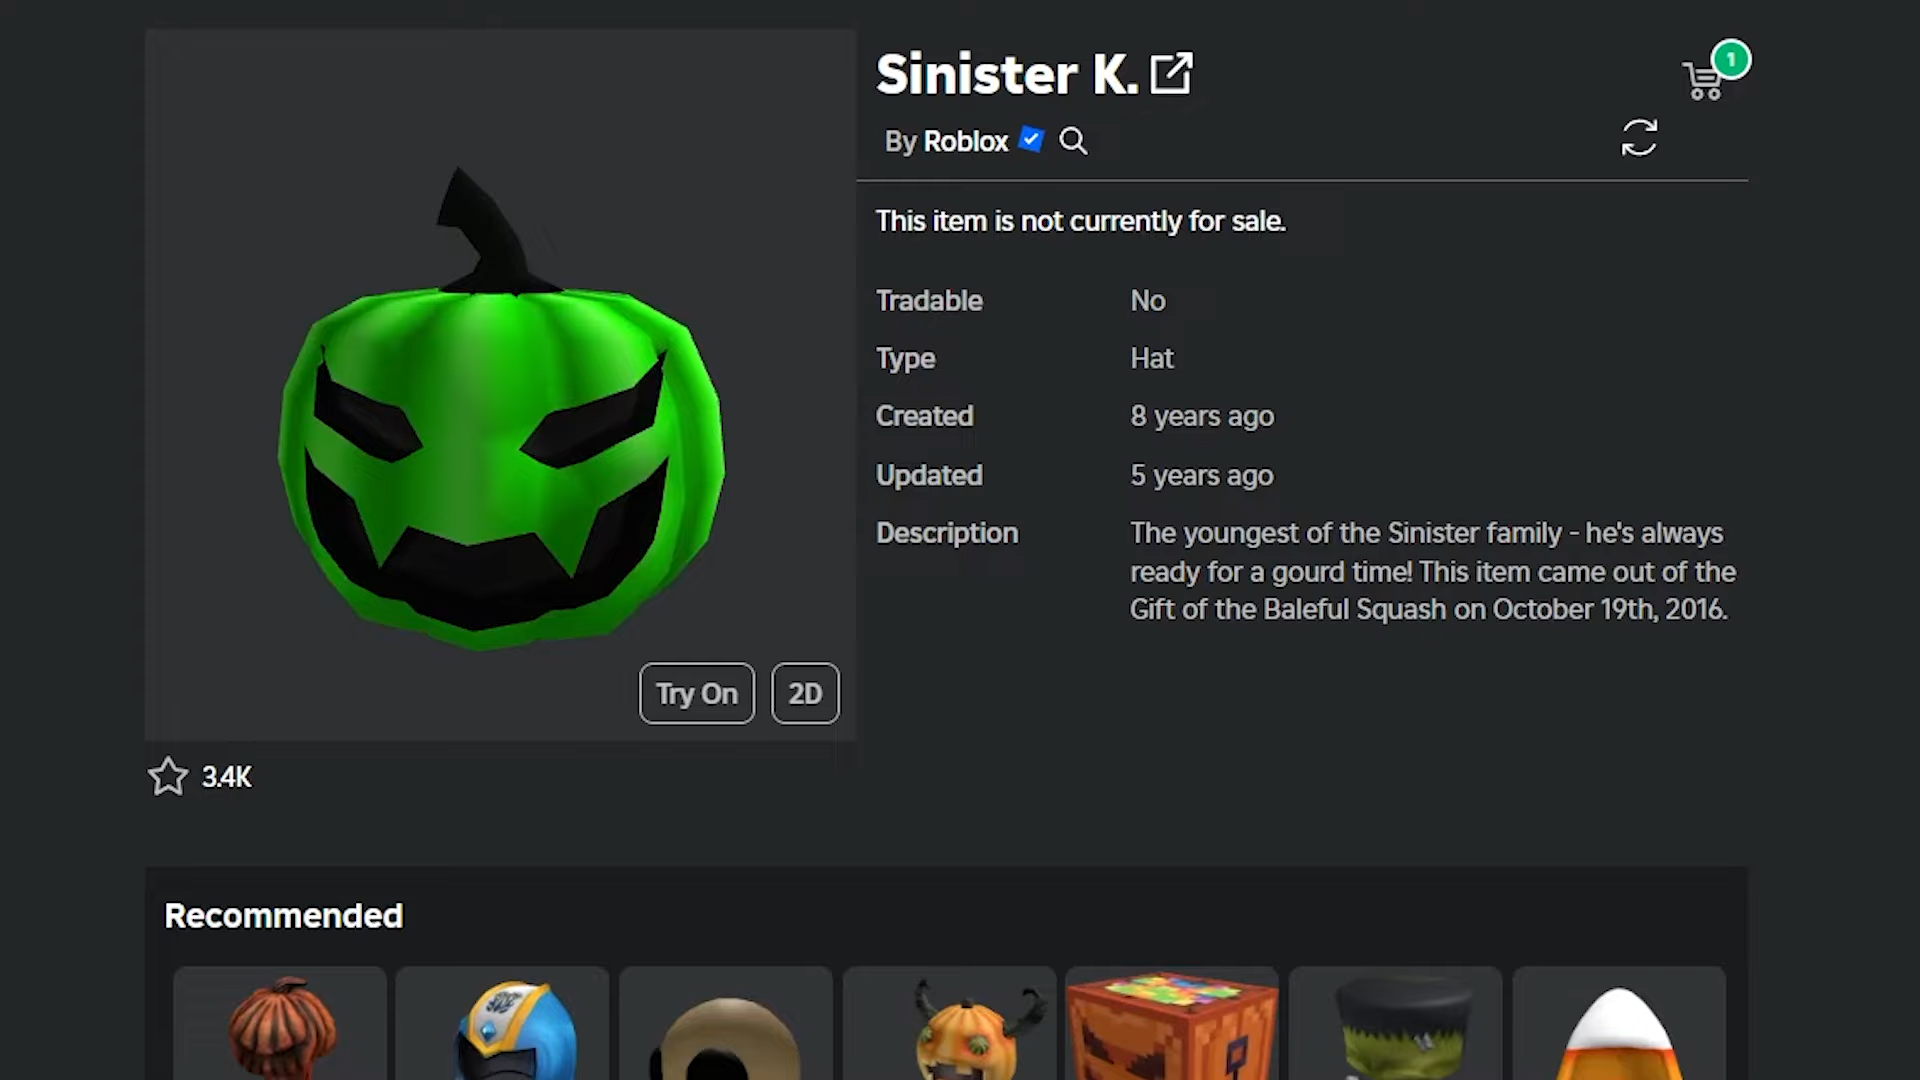 Sinister K.
1
By Roblox
This item is not currently for sale.
Tradable No
Type Hat
Created 8 years ago
Updated 5 years ago
Description The youngest of the Sinister family - he's always
ready for a gourd time! This item came out of the
Gift of the Baleful Squash on October 19th, 2016.
Try On 2D
3.4K
Recommended